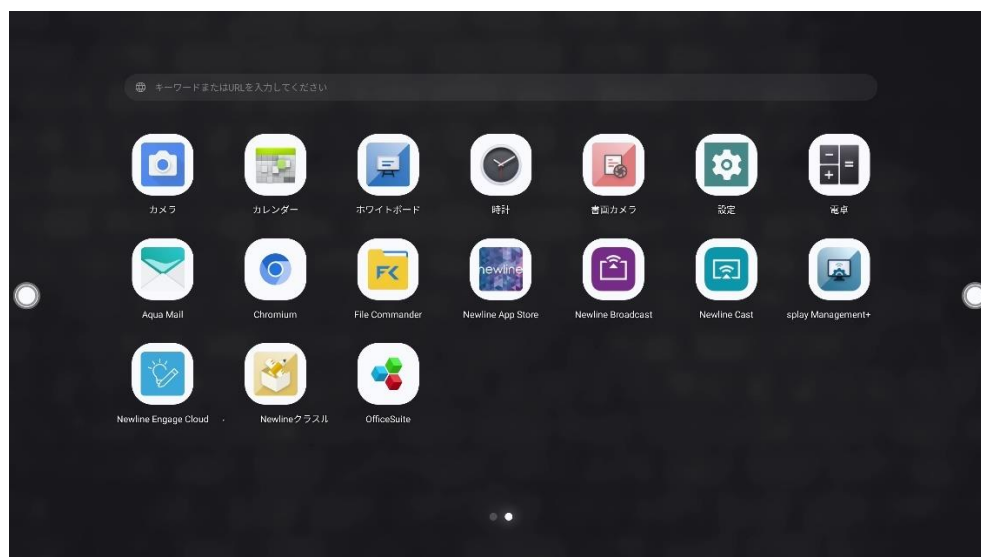 キーワードまたはURLを入力してください
カメラ
カレンダー
ホワイトボード
時計
書画カメラ
設定
電卓
newline
Aqua Mail
Chromium
File Commander
Newline App Store
Newline Broadcast
Newline Cast
splay Management+
Newline Engage Cloud
Newlineクラスル
OfficeSuite